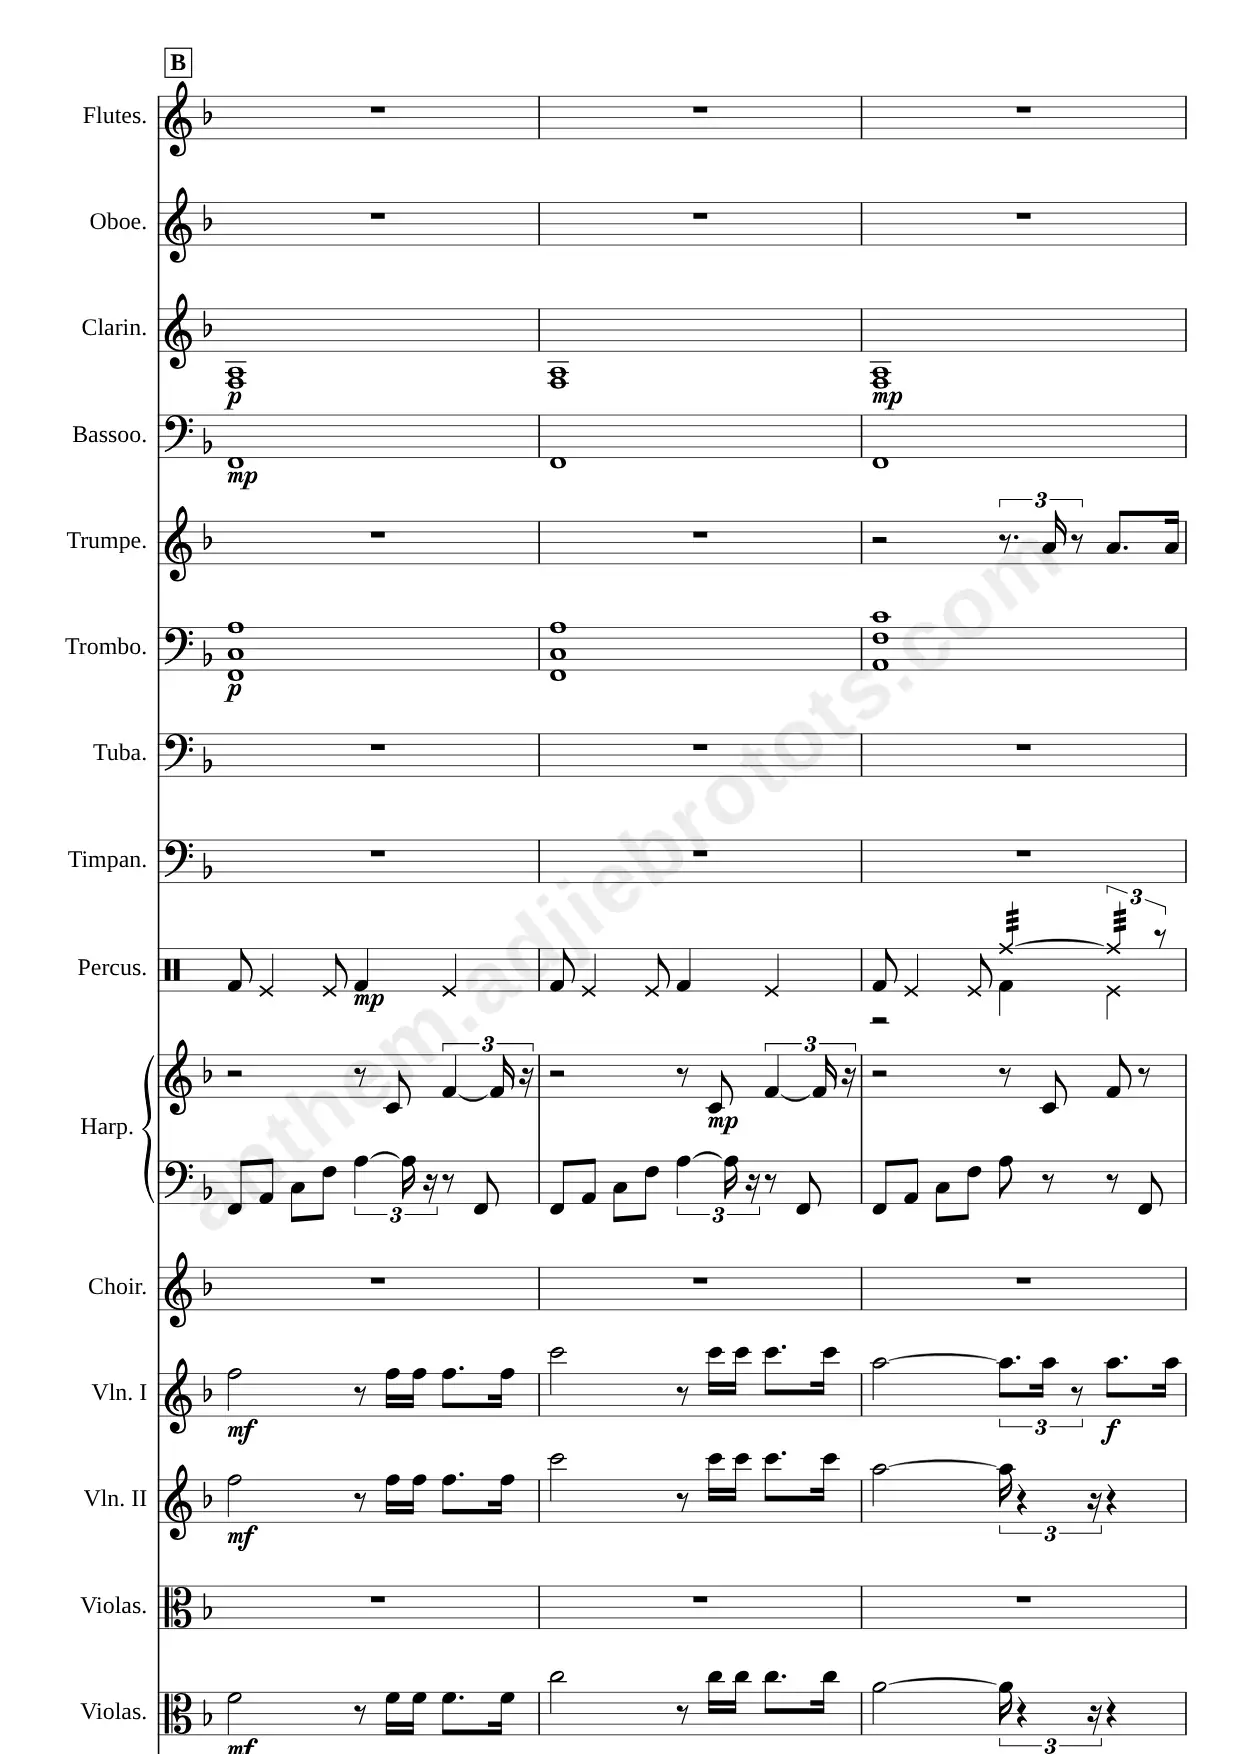 B
Flutes.
Oboe.
Clarin.
p
mp
Bassoo.
mp
3
Trumpe.
Trombo.
p
Tuba.
Timpan.
3
Percus.
mp
3
3
mp
Harp.
3
3
Choir.
Vln. I
mf
3
f
Vln. II
mf
3
Violas.
Violas.
mf
3
anthem.adjiebrotots.com